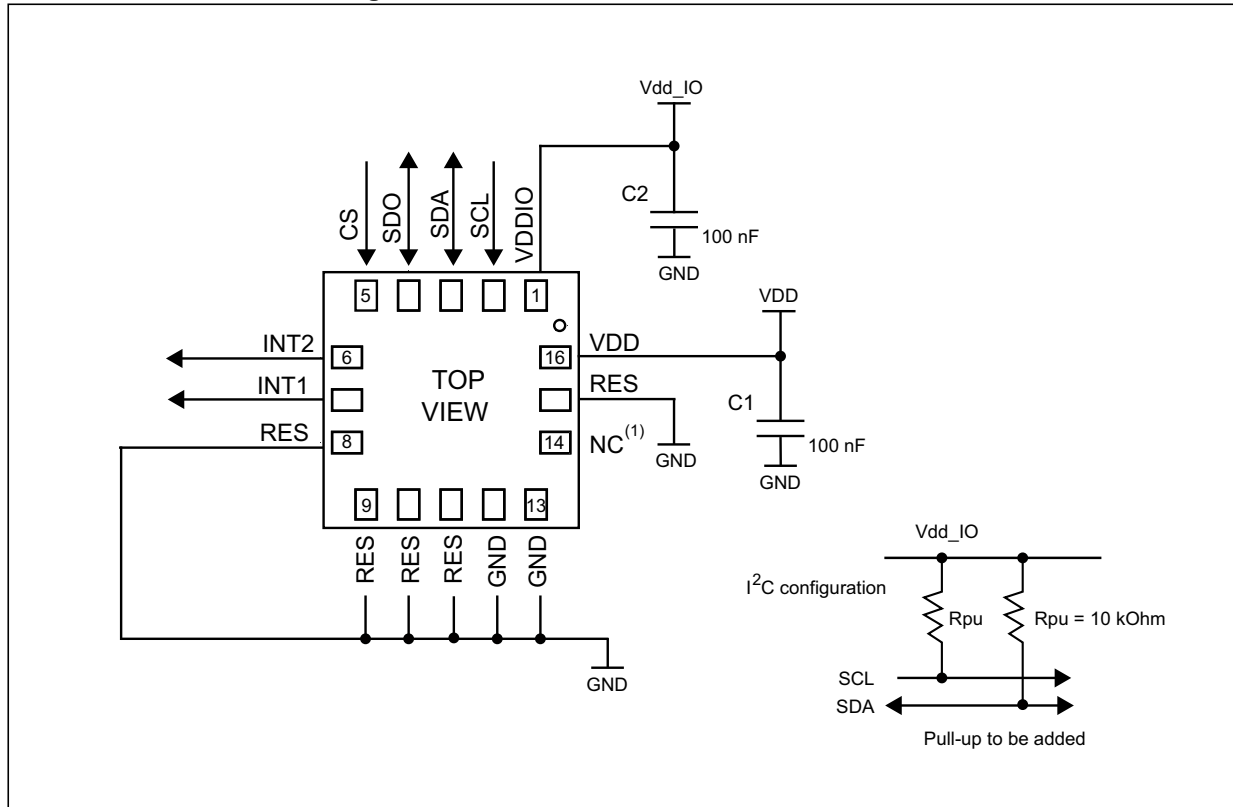 Vdd_IO
C2
100 nF
GND
CS
SDO
SDA
SCL
VDDIO
5
1
VDD
INT2
6
16
VDD
INT1
TOP
VIEW
RES
C1
RES
8
14
NC(1)
GND
100 nF
GND
9
13
RES
RES
RES
GND
GND
GND
Vdd_IO
I2C configuration
Rpu
Rpu = 10 kOhm
SCL
SDA
Pull-up to be added